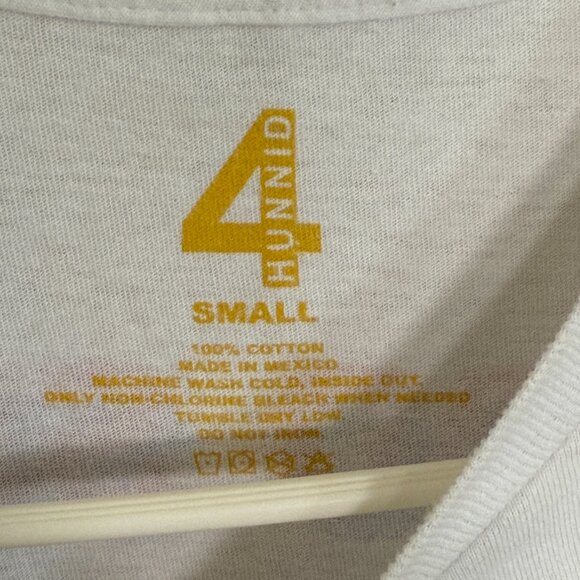 4
HUNNID
SMALL
100% COTTON
MADE IN MEXICO
MACHINE WASH COLD, INSIDE OUT.
ONLY NON-CHLORINE BLEACH WHEN NEEDED
TUMBLE DRY LOW.
DO NOT IRON.